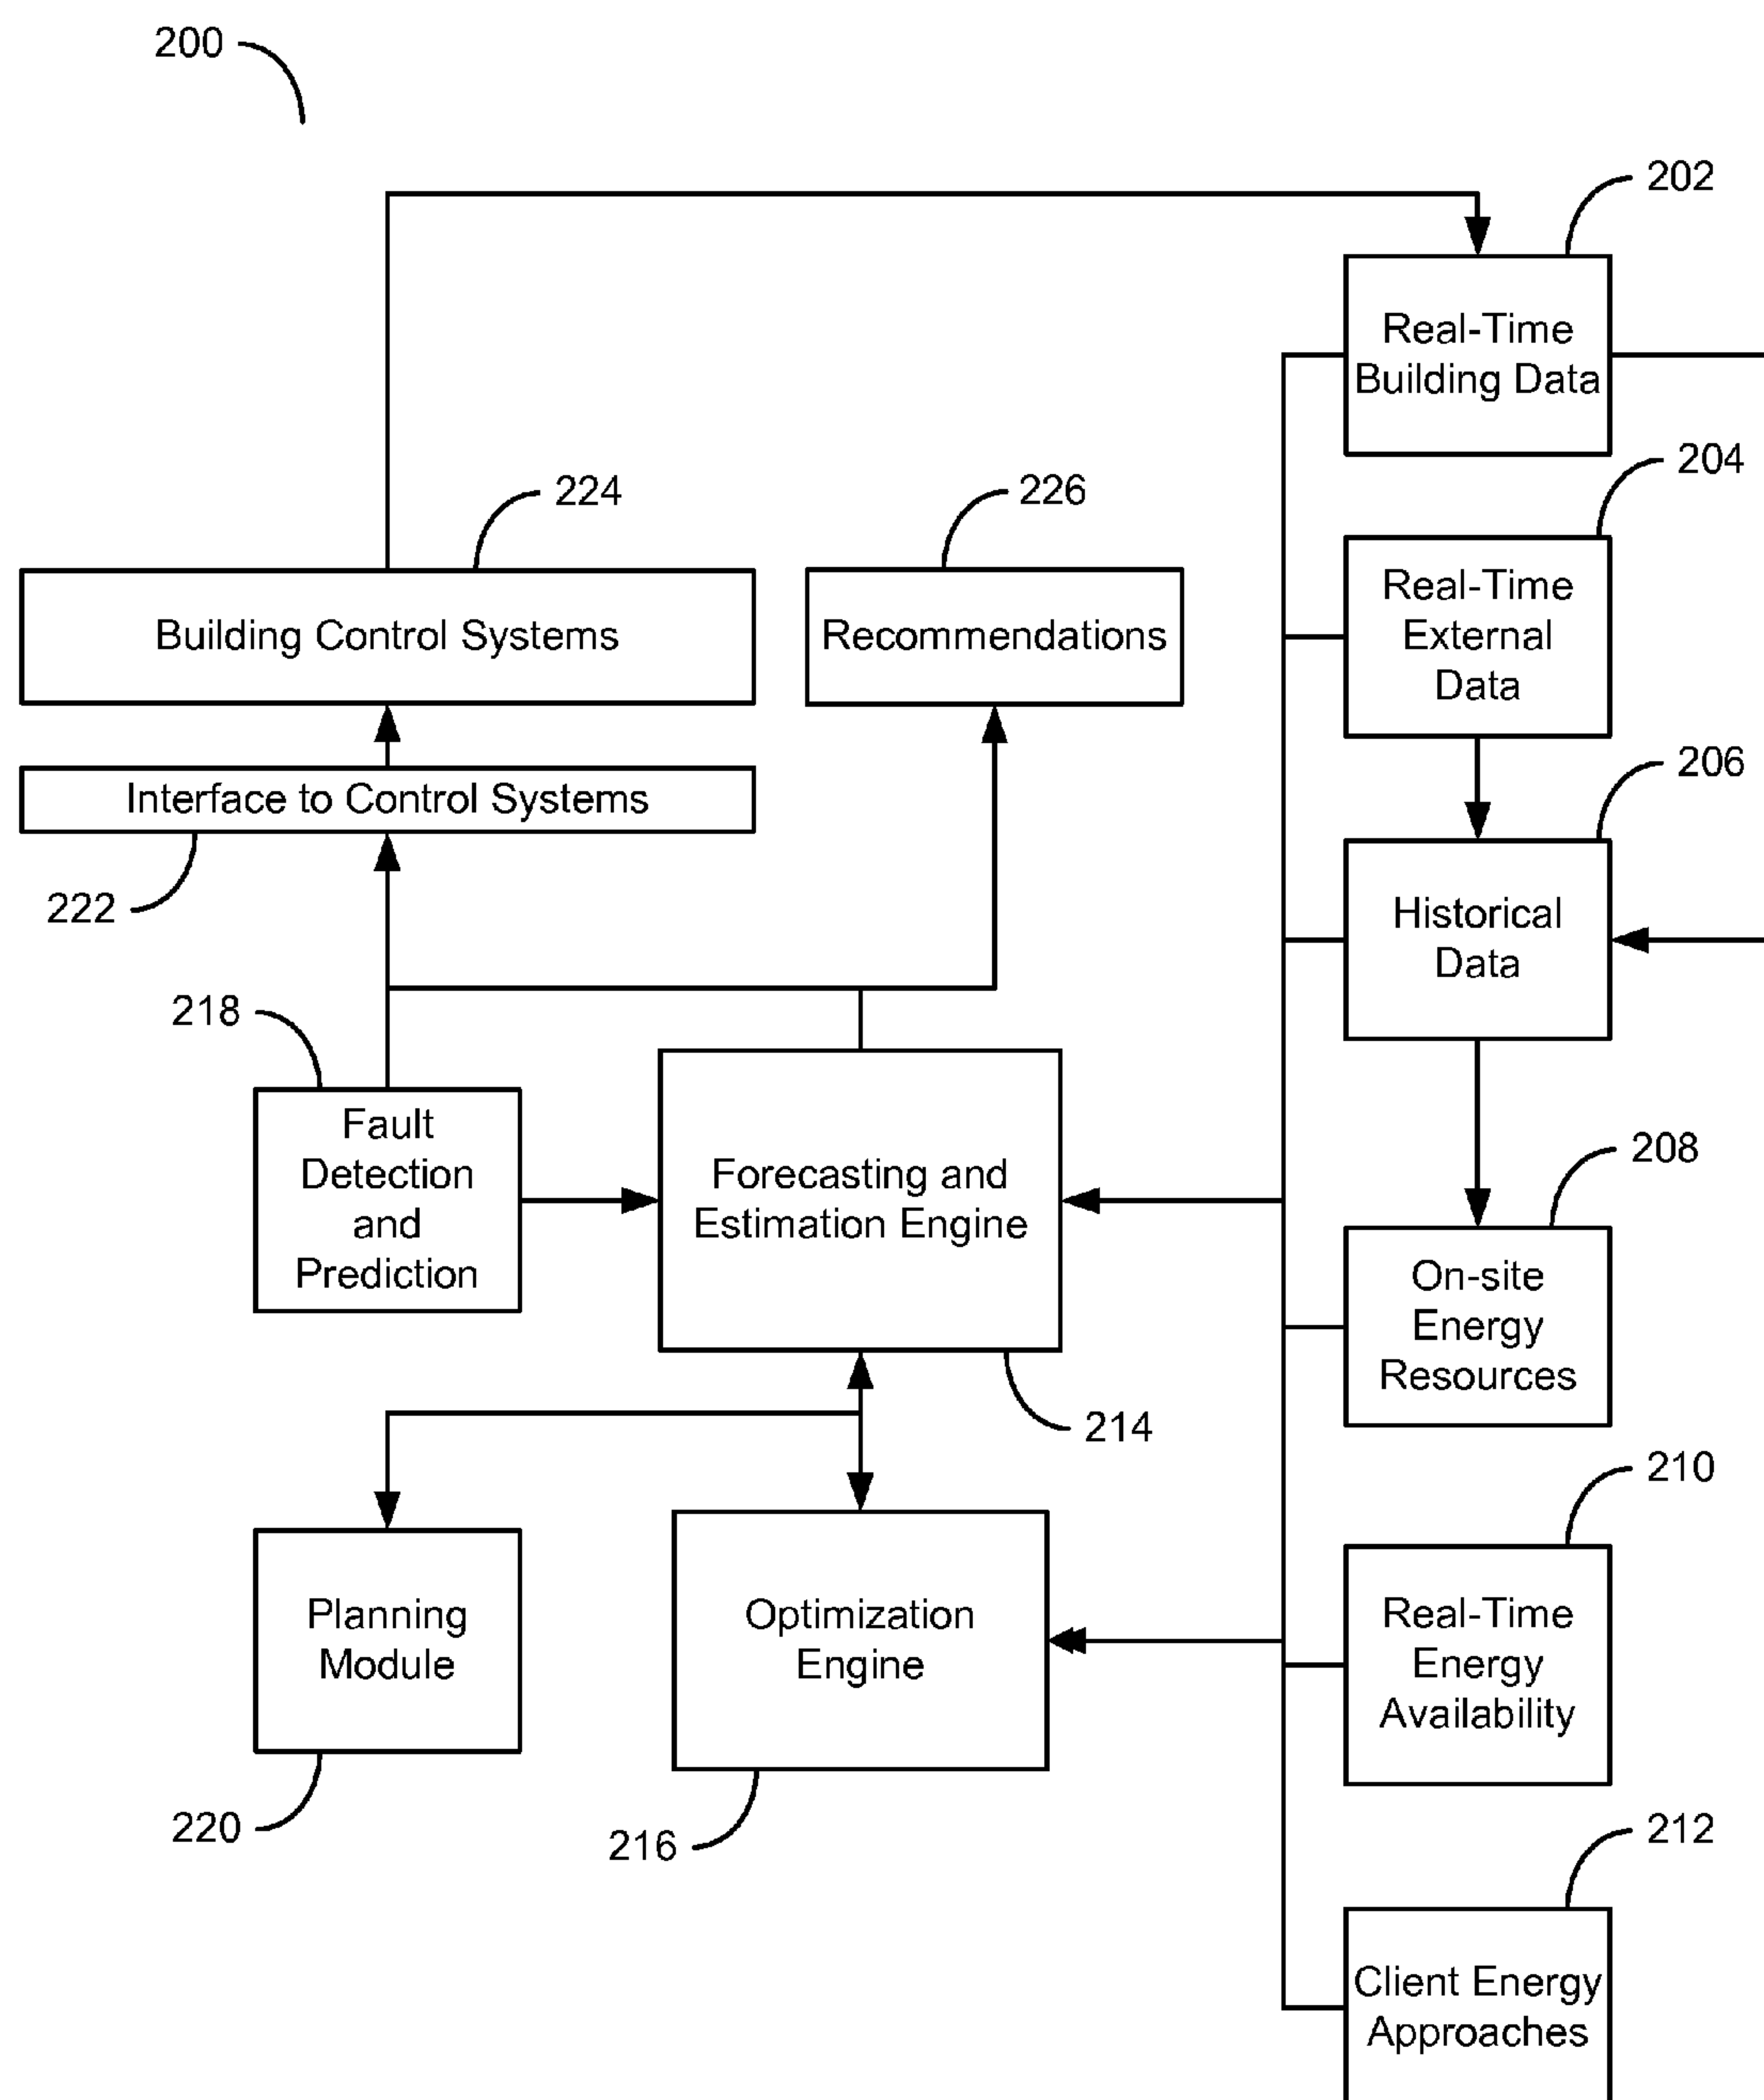 200
202
Real-Time
Building Data
204
224
226
Real-Time
External
Data
Building Control Systems
Recommendations
206
Interface to Control Systems
222
Historical
Data
218
Fault
Detection
and
Prediction
Forecasting and
Estimation Engine
208
On-site
Energy
Resources
214
210
Planning
Module
Optimization
Engine
Real-Time
Energy
Availability
220
216
212
Client Energy
Approaches